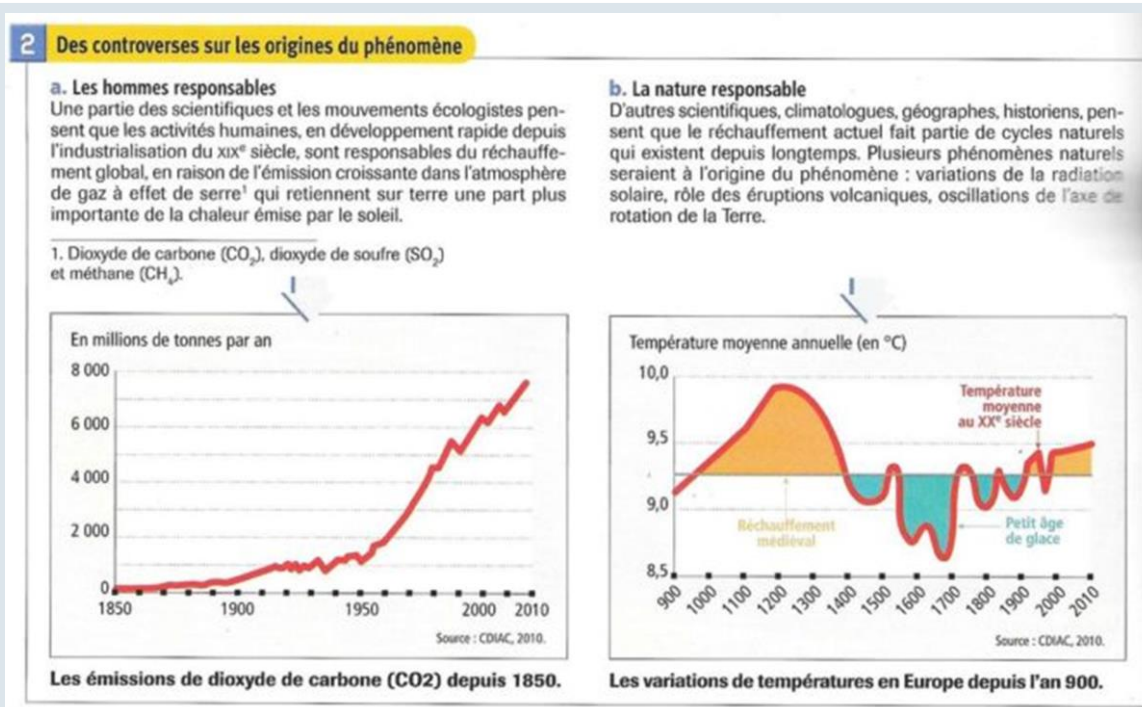 2 Des controverses sur les origines du phénomène
a. Les hommes responsables
Une partie des scientifiques et les mouvements écologistes pen-
sent que les activités humaines, en développement rapide depuis
l'industrialisation du XIXe siècle, sont responsables du réchauffe-
ment global, en raison de l'émission croissante dans l'atmosphère
de gaz à effet de serre¹ qui retiennent sur terre une part plus
importante de la chaleur émise par le soleil.
1. Dioxyde de carbone (CO₂), dioxyde de soufre (SO₂)
et méthane (CH₄).
En millions de tonnes par an
8 000
6 000
4 000
2 000
0
1850 1900 1950 2000 2010
Source : CDIAC, 2010.
Les émissions de dioxyde de carbone (CO2) depuis 1850.
b. La nature responsable
D'autres scientifiques, climatologues, géographes, historiens, pen-
sent que le réchauffement actuel fait partie de cycles naturels
qui existent depuis longtemps. Plusieurs phénomènes naturels
seraient à l'origine du phénomène : variations de la radiation
solaire, rôle des éruptions volcaniques, oscillations de l'axe de
rotation de la Terre.
Température moyenne annuelle (en °C)
10,0
9,5
9,0
8,5
Température
moyenne
au XXe siècle
Réchauffement
médiéval
Petit âge
de glace
900 1000 1100 1200 1300 1400 1500 1600 1700 1800 1900 2000 2010
Source : CDIAC, 2010.
Les variations de températures en Europe depuis l'an 900.